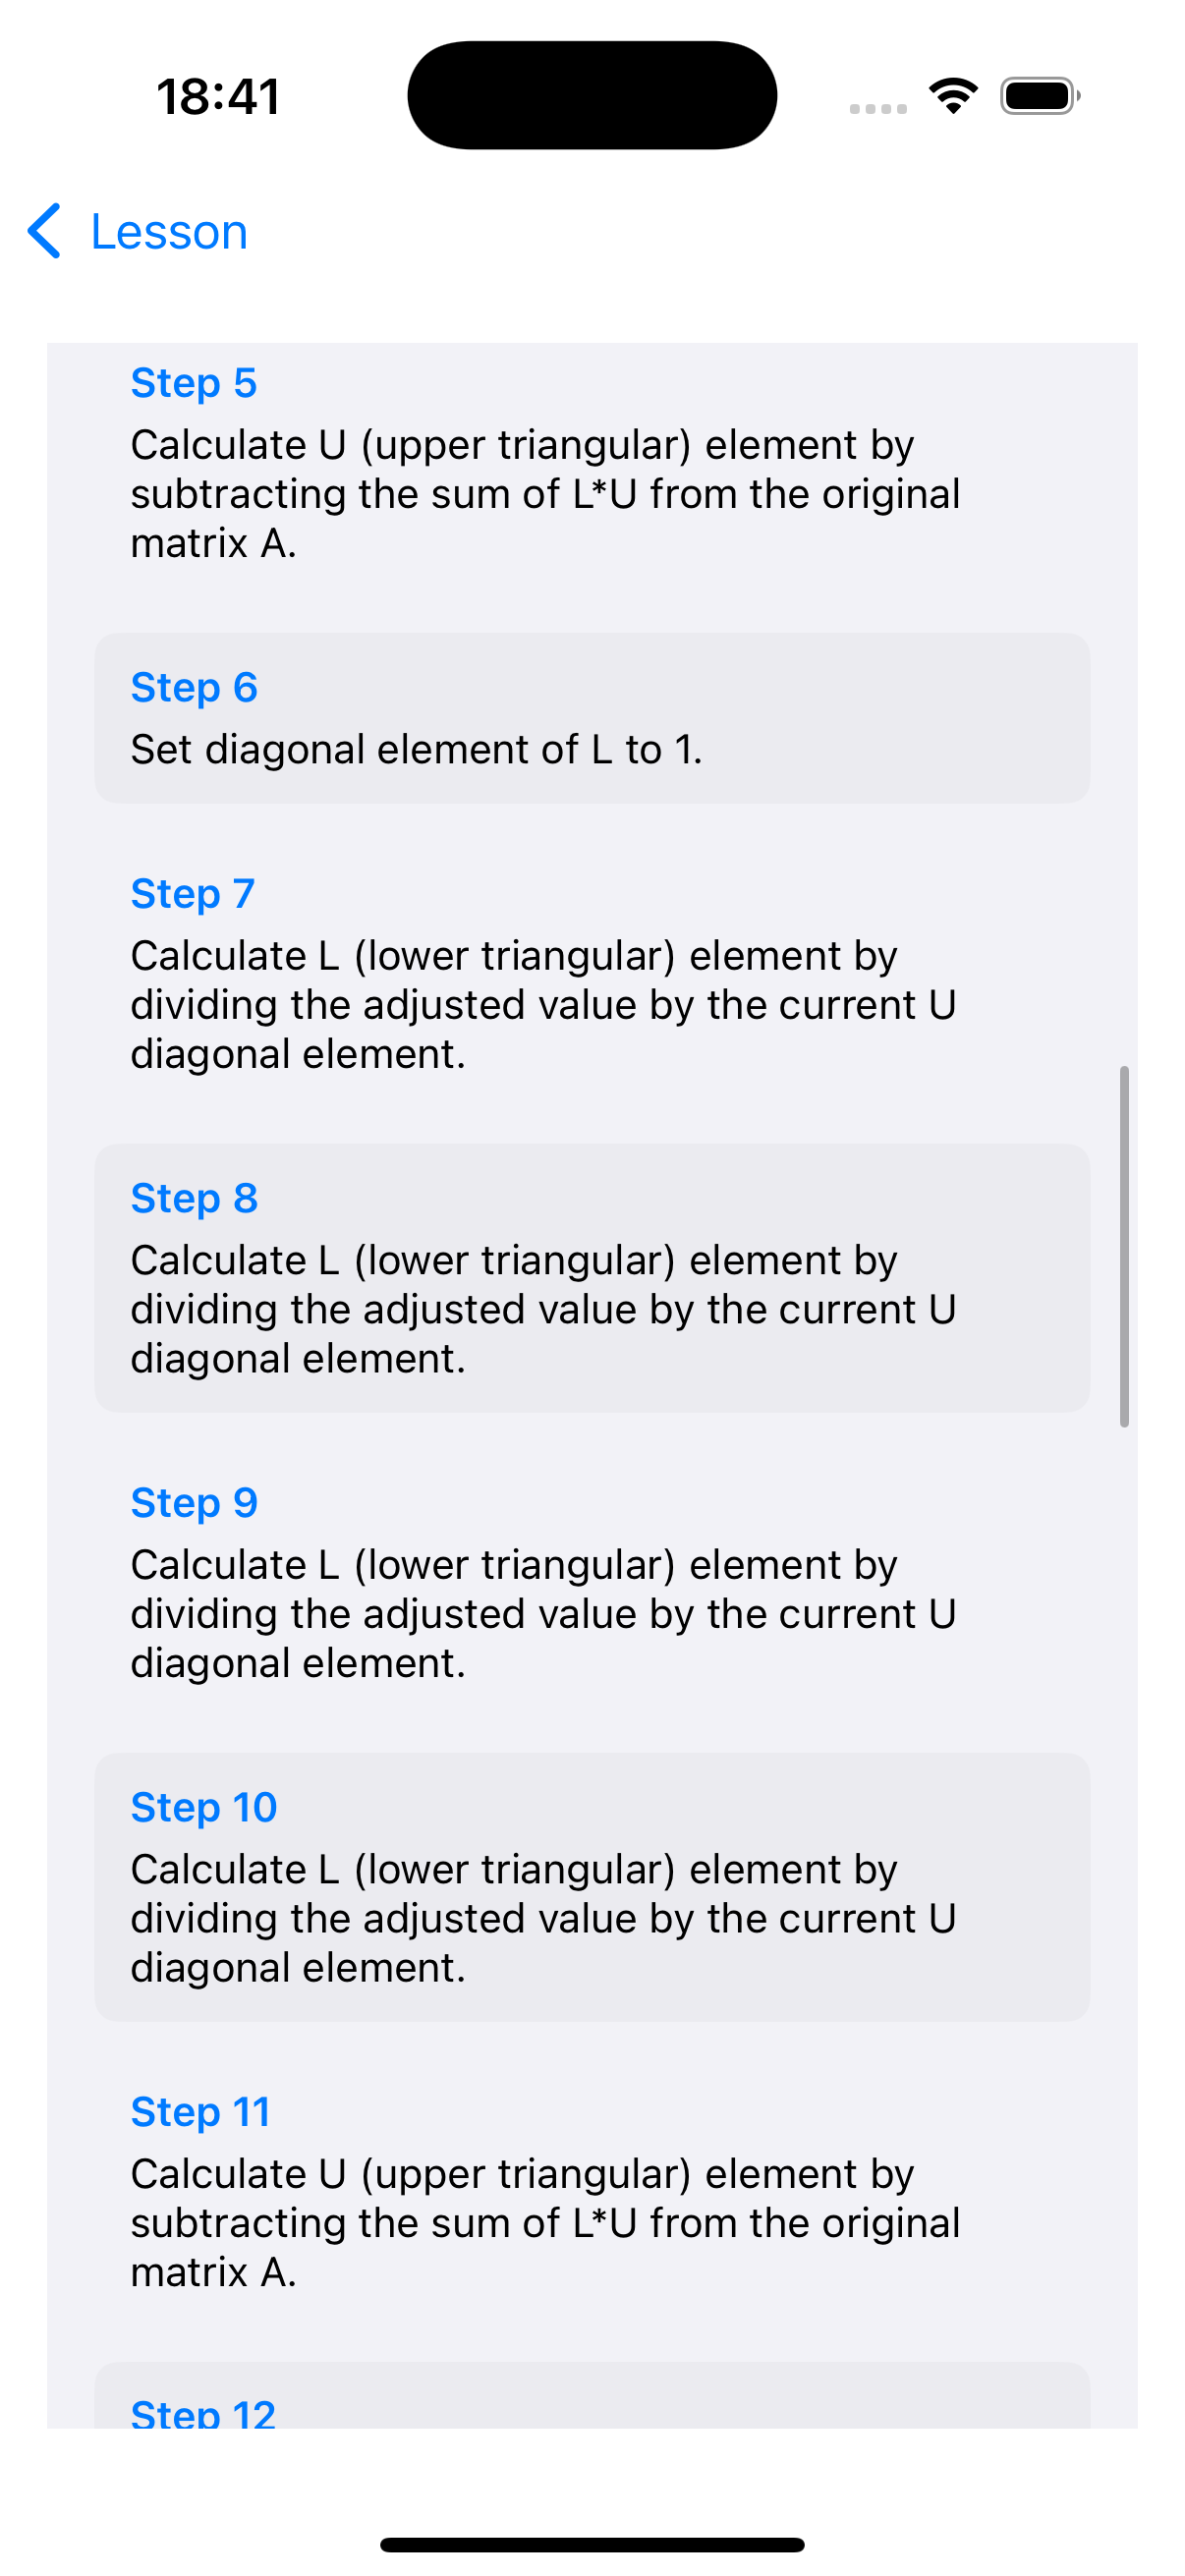 18:41
Lesson
Step 5
Calculate U (upper triangular) element by
subtracting the sum of L*U from the original
matrix A.
Step 6
Set diagonal element of L to 1.
Step 7
Calculate L (lower triangular) element by
dividing the adjusted value by the current U
diagonal element.
Step 8
Calculate L (lower triangular) element by
dividing the adjusted value by the current U
diagonal element.
Step 9
Calculate L (lower triangular) element by
dividing the adjusted value by the current U
diagonal element.
Step 10
Calculate L (lower triangular) element by
dividing the adjusted value by the current U
diagonal element.
Step 11
Calculate U (upper triangular) element by
subtracting the sum of L*U from the original
matrix A.
Step 12